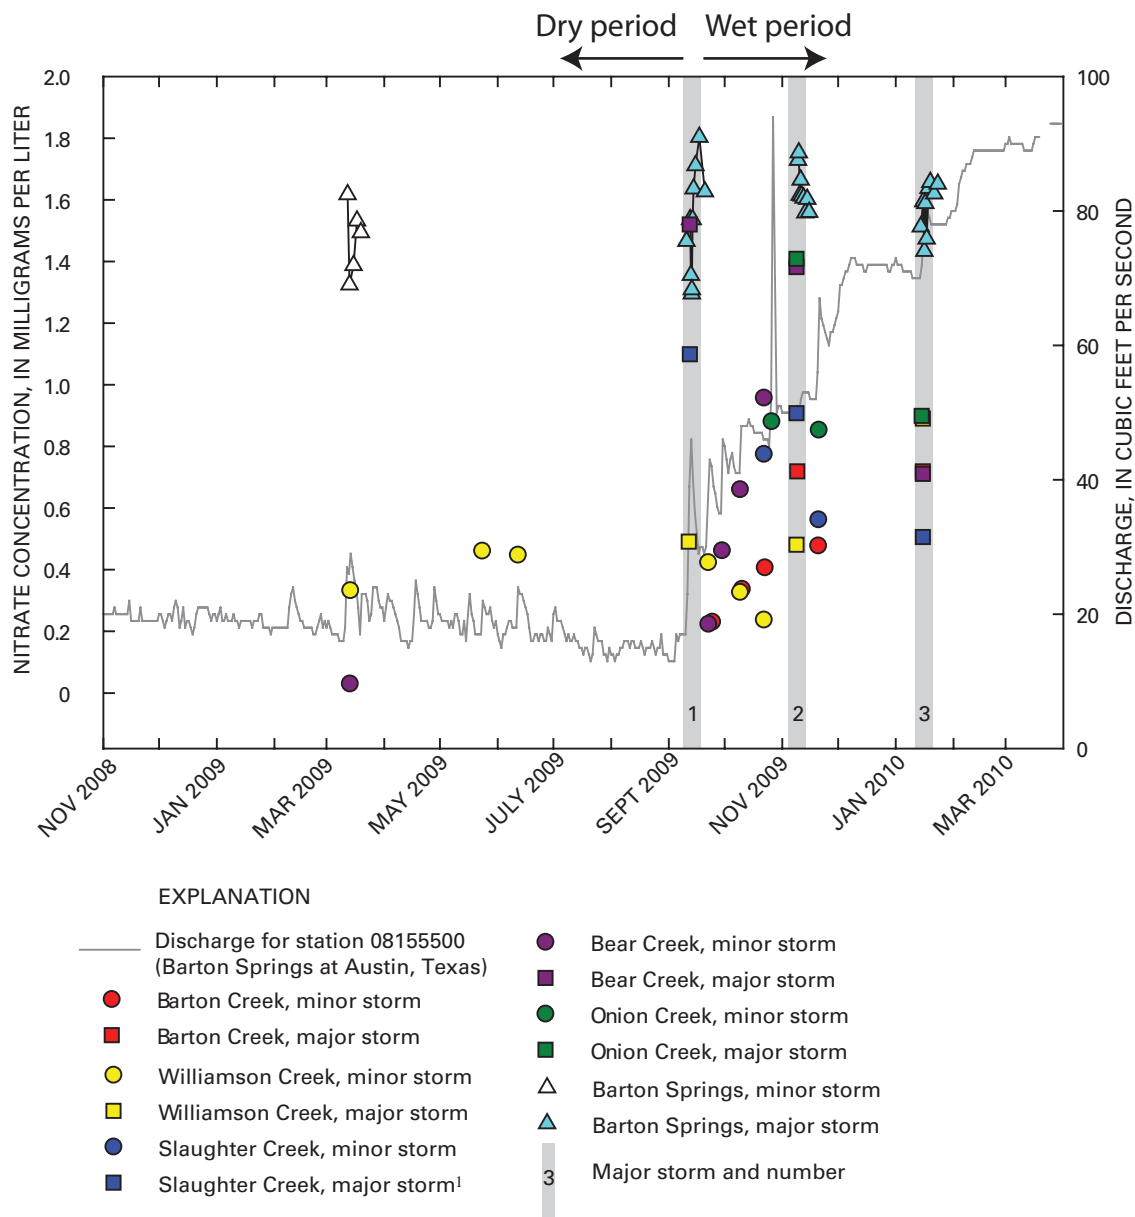 Dry period
Wet period
2.0
1.8
1.6
1.4
1.2
1.0
0.8
0.6
0.4
0.2
0
NITRATE CONCENTRATION, IN MILLIGRAMS PER LITER
100
80
60
40
20
0
DISCHARGE, IN CUBIC FEET PER SECOND
1
2
3
NOV 2008
JAN 2009
MAR 2009
MAY 2009
JULY 2009
SEPT 2009
NOV 2009
JAN 2010
MAR 2010
EXPLANATION
Discharge for station 08155500
(Barton Springs at Austin, Texas)
Barton Creek, minor storm
Barton Creek, major storm
Williamson Creek, minor storm
Williamson Creek, major storm
Slaughter Creek, minor storm
Slaughter Creek, major storm¹
Bear Creek, minor storm
Bear Creek, major storm
Onion Creek, minor storm
Onion Creek, major storm
Barton Springs, minor storm
Barton Springs, major storm
3 Major storm and number